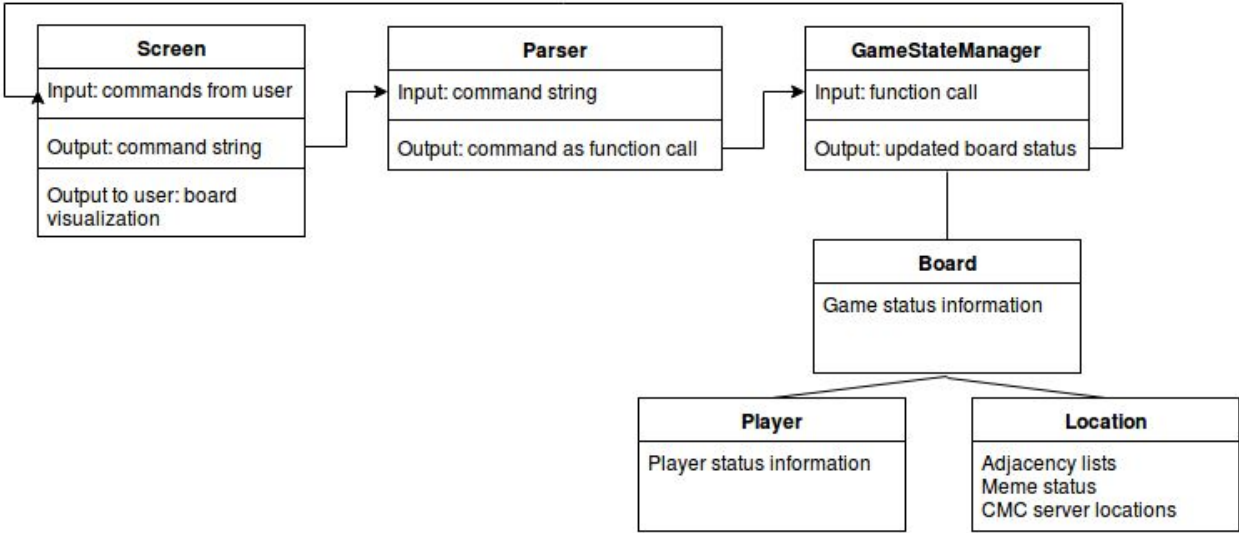 Screen
Input: commands from user
Output: command string
Output to user: board
visualization
Parser
Input: command string
Output: command as function call
GameStateManager
Input: function call
Output: updated board status
Board
Game status information
Player
Player status information
Location
Adjacency lists
Meme status
CMC server locations